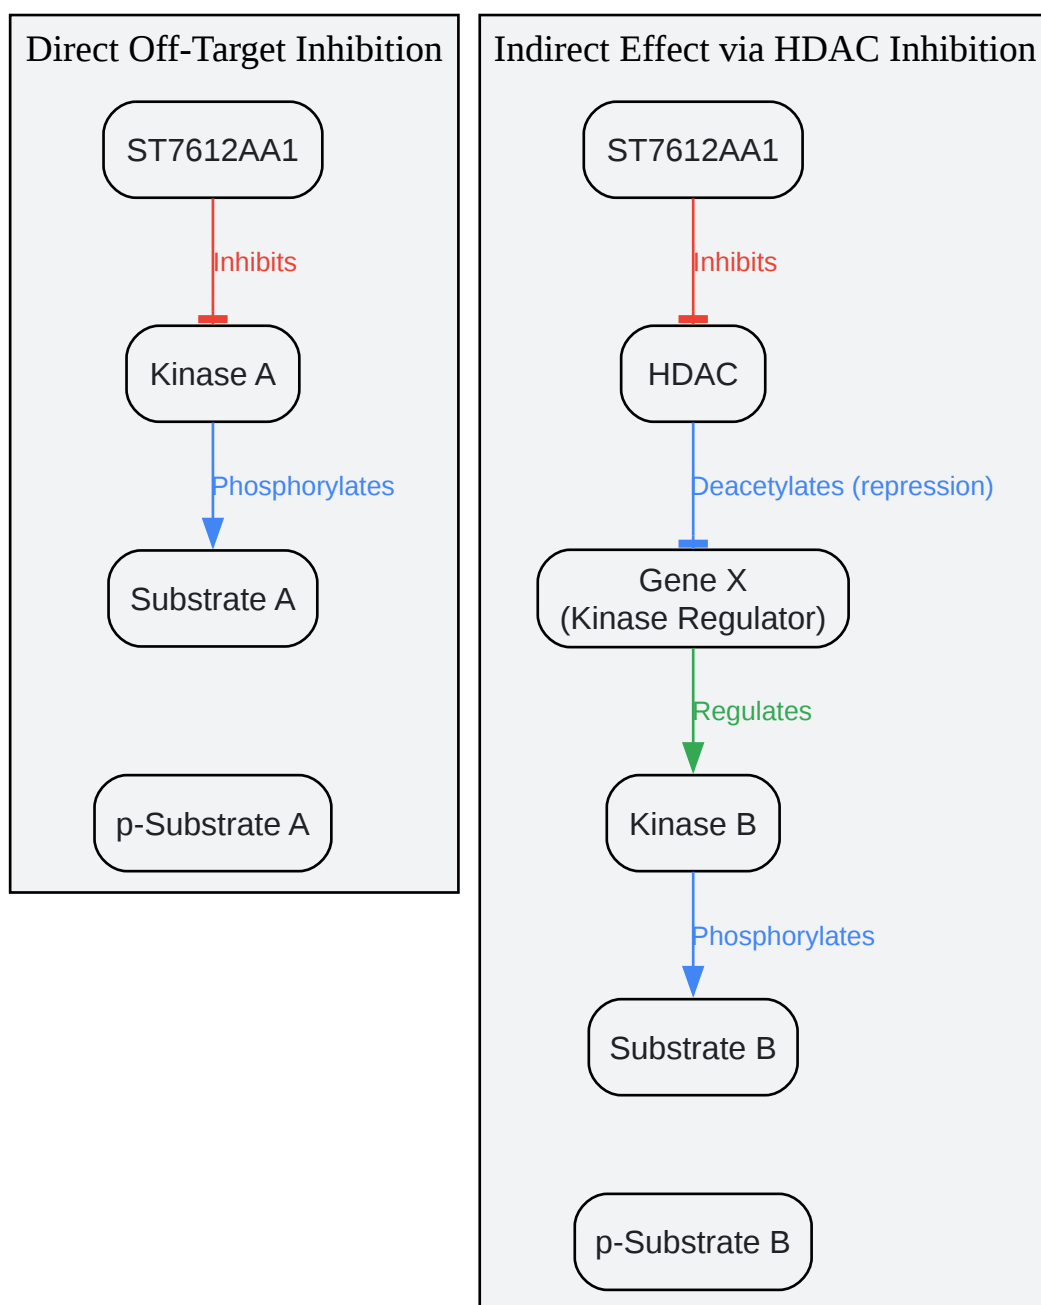 Direct Off-Target Inhibition
ST7612AA1
Inhibits
Kinase A
Phosphorylates
Substrate A
p-Substrate A
Indirect Effect via HDAC Inhibition
ST7612AA1
Inhibits
HDAC
Deacetylates (repression)
Gene X
(Kinase Regulator)
Regulates
Kinase B
Phosphorylates
Substrate B
p-Substrate B